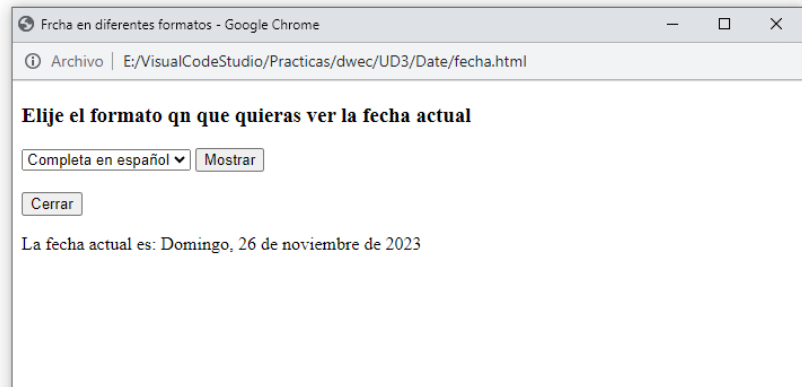 Frcha en diferentes formatos - Google Chrome
Archivo | E:/VisualCodeStudio/Practicas/dwec/UD3/Date/fecha.html
Elije el formato qn que quieras ver la fecha actual
Completa en español Mostrar
Cerrar
La fecha actual es: Domingo, 26 de noviembre de 2023